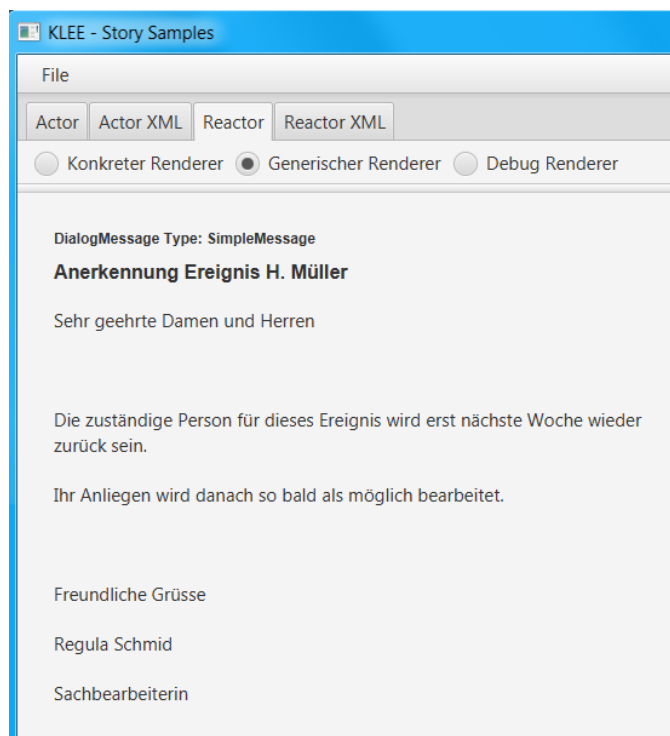 KLEE - Story Samples
File
Actor Actor XML Reactor Reactor XML
Konkreter Renderer Generischer Renderer Debug Renderer
DialogMessage Type: SimpleMessage
Anerkennung Ereignis H. Müller
Sehr geehrte Damen und Herren
Die zuständige Person für dieses Ereignis wird erst nächste Woche wieder
zurück sein.
Ihr Anliegen wird danach so bald als möglich bearbeitet.
Freundliche Grüsse
Regula Schmid
Sachbearbeiterin